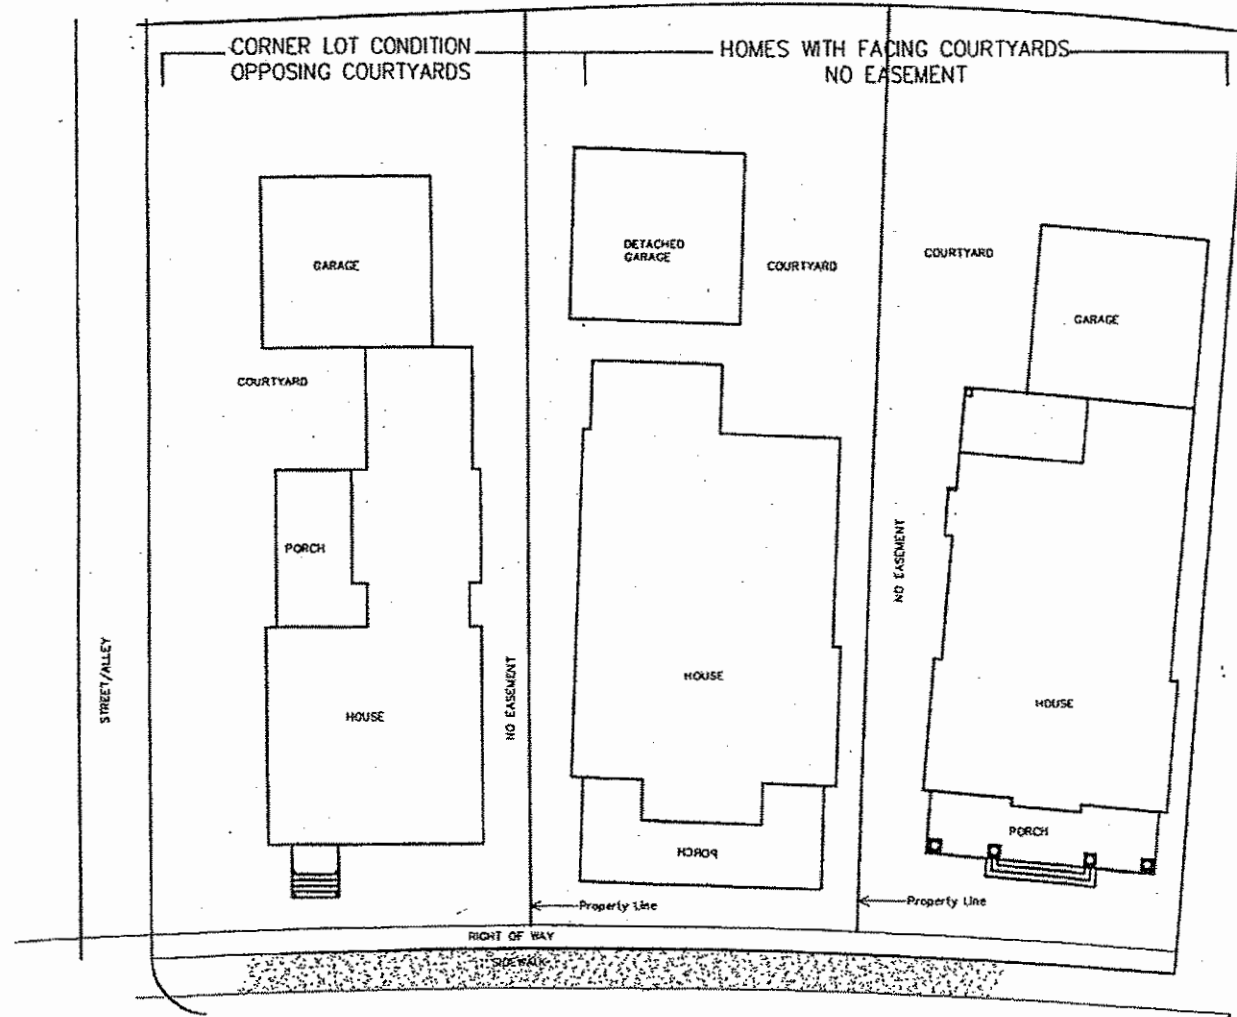 CORNER LOT CONDITION
OPPOSING COURTYARDS
HOMES WITH FACING COURTYARDS
NO EASEMENT
GARAGE
DETACHED
GARAGE
COURTYARD
COURTYARD
GARAGE
COURTYARD
PORCH
HOUSE
STREET/ALLEY
NO EASEMENT
HOUSE
PORCH
NO EASEMENT
HOUSE
PORCH
Property Line
Property Line
RIGHT OF WAY
SIDEWALK